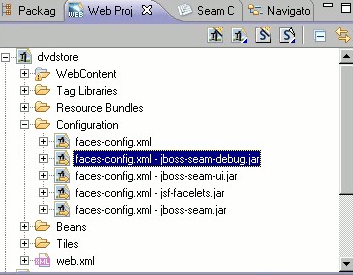 Packag
Web Proj
Seam C
Navigato
dvdstore
WebContent
Tag Libraries
Resource Bundles
Configuration
faces-config.xml
faces-config.xml - jboss-seam-debug.jar
faces-config.xml - jboss-seam-ui.jar
faces-config.xml - jsf-facelets.jar
faces-config.xml - jboss-seam.jar
Beans
Tiles
web.xml